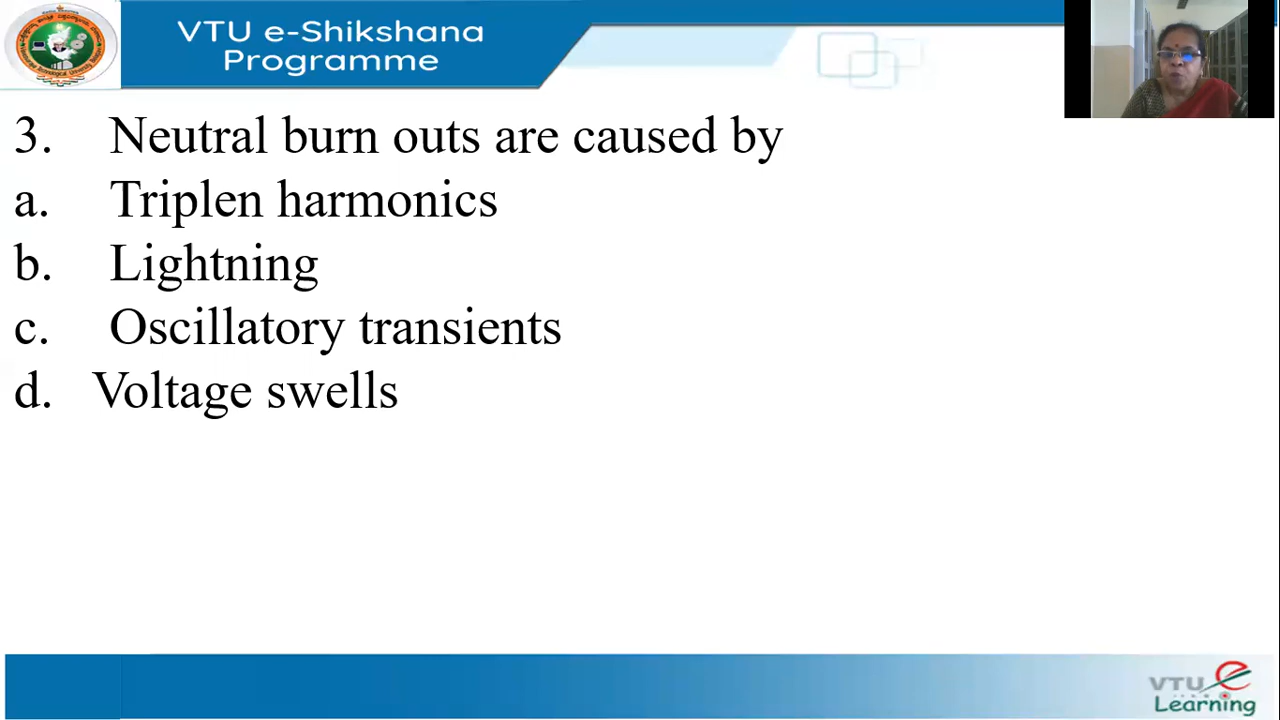 VTU e-Shikshana
Programme
3. Neutral burn outs are caused by
a. Triplen harmonics
b. Lightning
c. Oscillatory transients
d. Voltage swells
VTU e
Learning